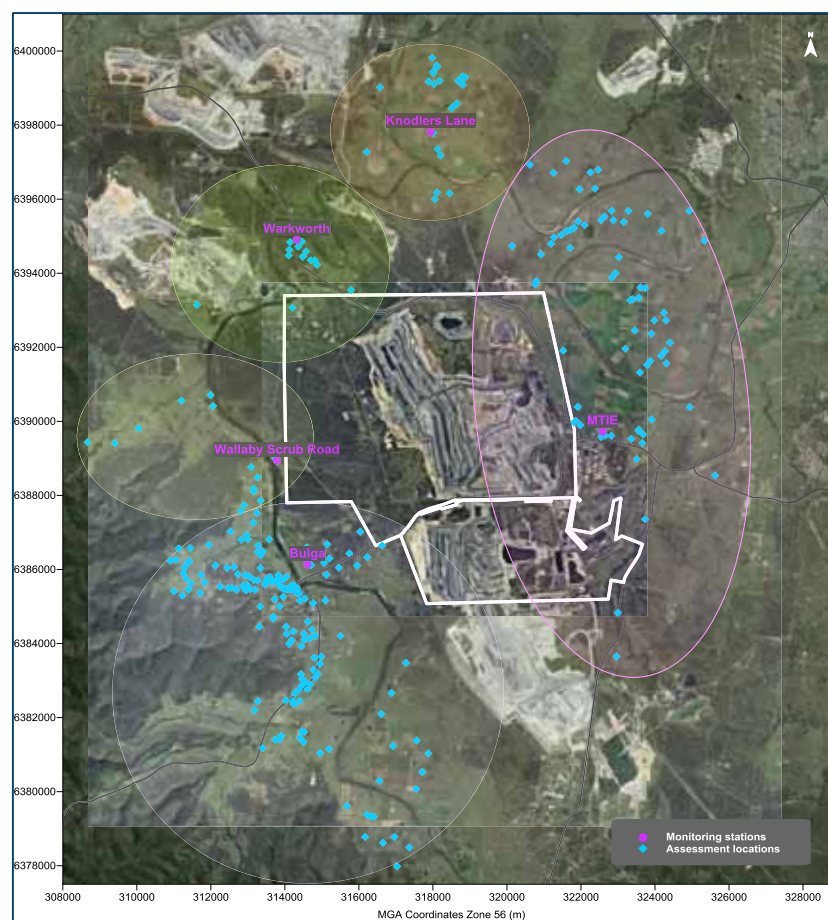 6400000
N
Knodlers Lane
6398000
6396000
Warkworth
6394000
6392000
6390000
MTIE
Wallaby Scrub Road
6388000
Bulga
6386000
6384000
6382000
6380000
Monitoring stations
Assessment locations
6378000
308000 310000 312000 314000 316000 318000 320000 322000 324000 326000 328000
MGA Coordinates Zone 56 (m)